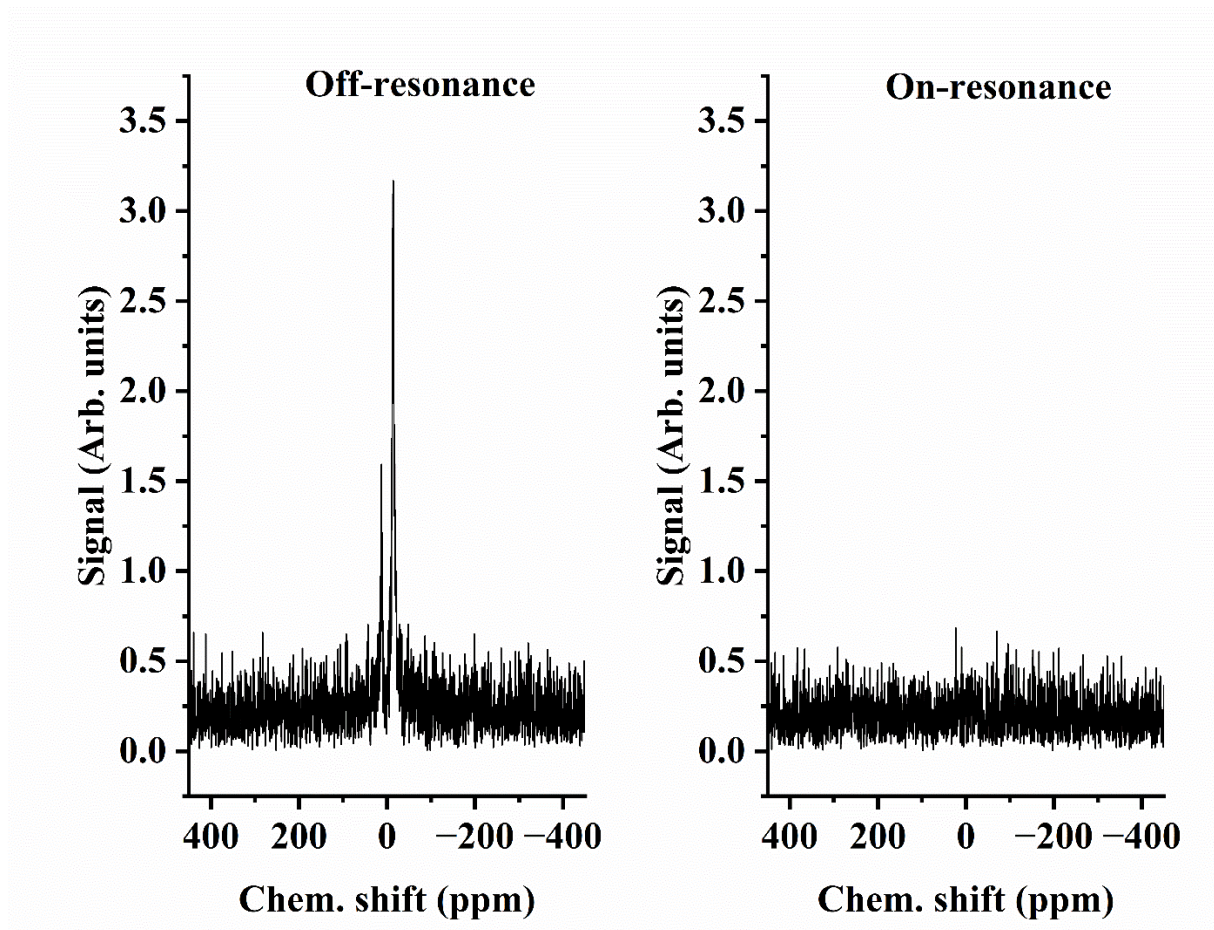 Off-resonance
3.5
3.0
2.5
2.0
1.5
1.0
0.5
0.0
Signal (Arb. units)
400 200 0 −200 −400
Chem. shift (ppm)
On-resonance
3.5
3.0
2.5
2.0
1.5
1.0
0.5
0.0
Signal (Arb. units)
400 200 0 −200 −400
Chem. shift (ppm)